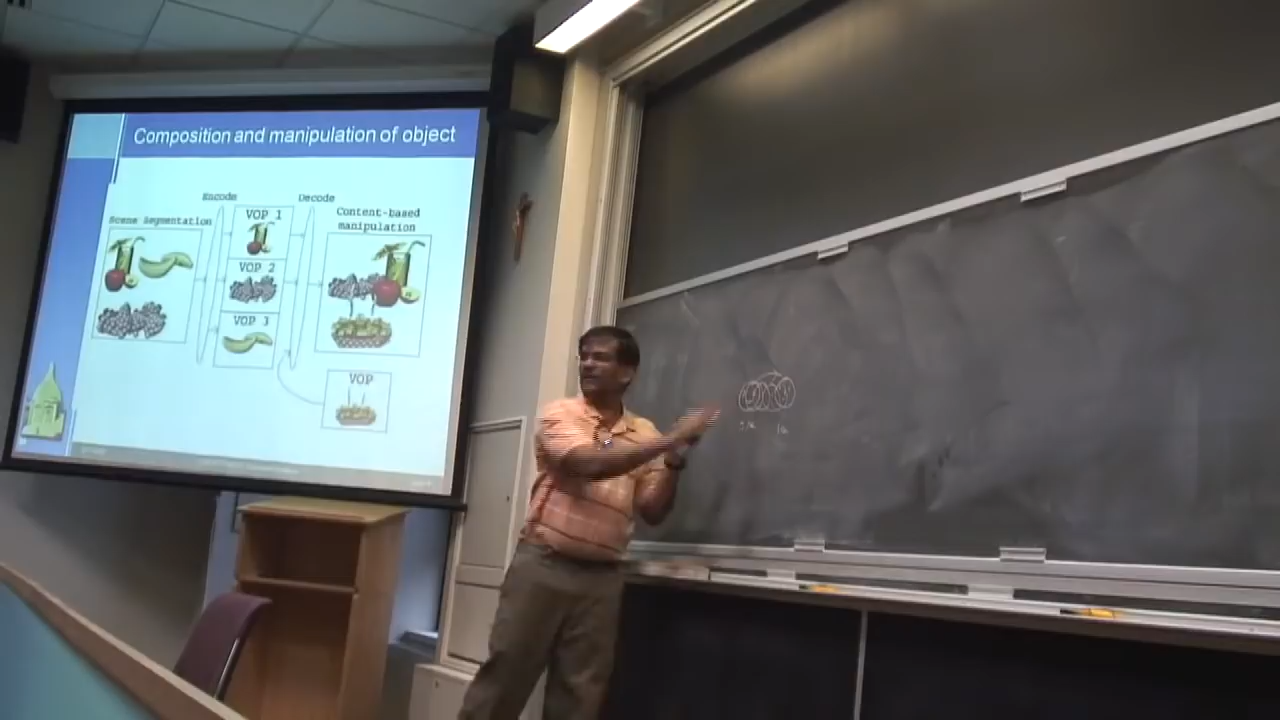 Composition and manipulation of object
Encode
Decode
Scene Segmentation
VOP 1
Content-based
manipulation
VOP 2
VOP 3
VOP